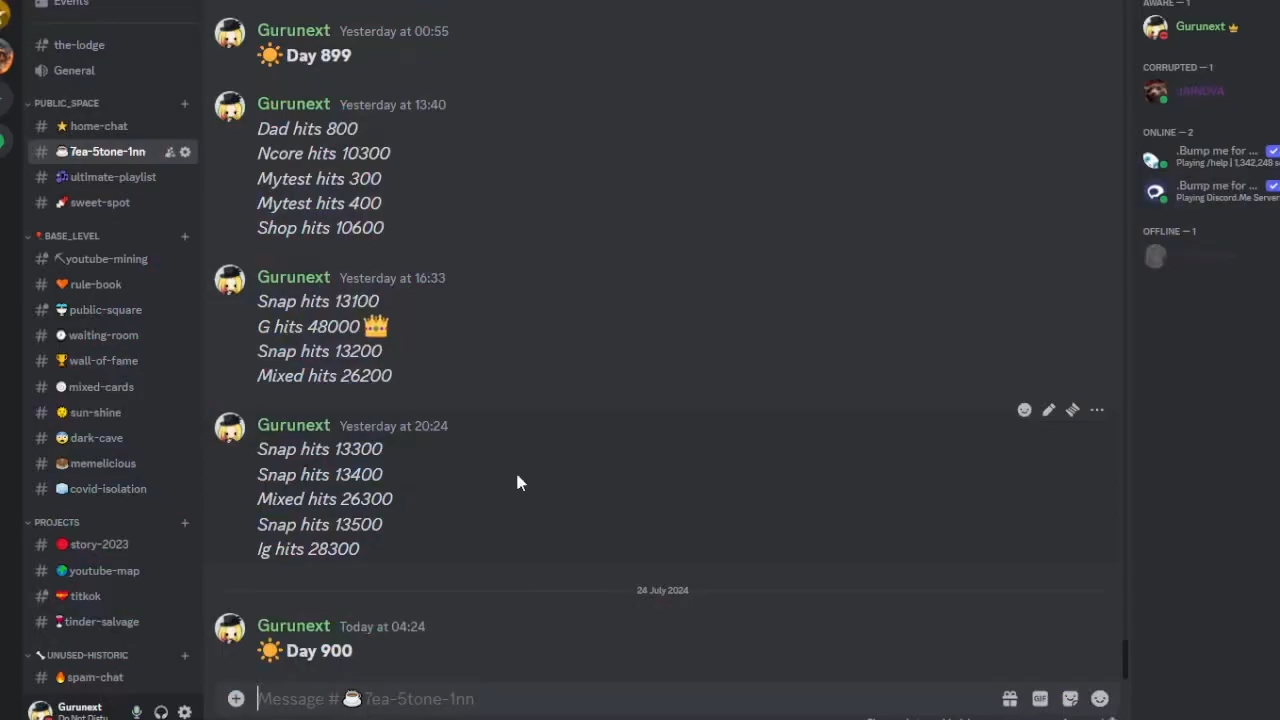 Events
the-lodge
General
PUBLIC_SPACE
home-chat
7ea-5tone-1nn
ultimate-playlist
sweet-spot
BASE_LEVEL
youtube-mining
rule-book
public-square
waiting-room
wall-of-fame
mixed-cards
sun-shine
dark-cave
memelicious
covid-isolation
PROJECTS
story-2023
youtube-map
titkok
tinder-salvage
UNUSED-HISTORIC
spam-chat
Gurunext
Do Not Distu
Gurunext Yesterday at 00:55
Day 899
Gurunext Yesterday at 13:40
Dad hits 800
Ncore hits 10300
Mytest hits 300
Mytest hits 400
Shop hits 10600
Gurunext Yesterday at 16:33
Snap hits 13100
G hits 48000
Snap hits 13200
Mixed hits 26200
Gurunext Yesterday at 20:24
Snap hits 13300
Snap hits 13400
Mixed hits 26300
Snap hits 13500
Ig hits 28300
24 July 2024
Gurunext Today at 04:24
Day 900
Message # 7ea-5tone-1nn
GIF
AWARE — 1
Gurunext
CORRUPTED — 1
ONLINE — 2
.Bump me for ...
Playing /help | 1,342,248 s
.Bump me for ...
Playing Discord.Me Server
OFFLINE — 1